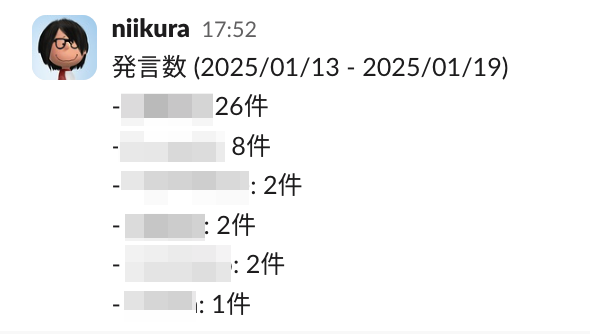 niikura 17:52
発言数 (2025/01/13 - 2025/01/19)
- 26件
- 8件
- : 2件
- : 2件
- : 2件
- : 1件